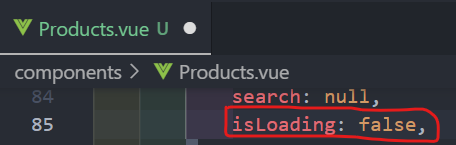 Products.vue U
components > Products.vue
84 search: null,
85 isLoading: false,